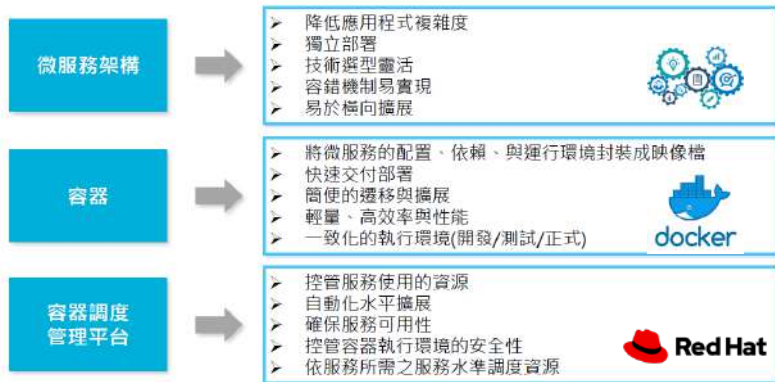 微服務架構
➤ 降低應用程式複雜度
➤ 獨立部署
➤ 技術選型靈活
➤ 容錯機制易實現
➤ 易於橫向擴展
容器
➤ 將微服務的配置、依賴、與運行環境封裝成映像檔
➤ 快速交付部署
➤ 簡便的遷移與擴展
➤ 輕量、高效率與性能
➤ 一致化的執行環境(開發/測試/正式)
docker
容器調度
管理平台
➤ 控管服務使用的資源
➤ 自動化水平擴展
➤ 確保服務可用性
➤ 控管容器執行環境的安全性
➤ 依服務所需之服務水準調度資源
Red Hat